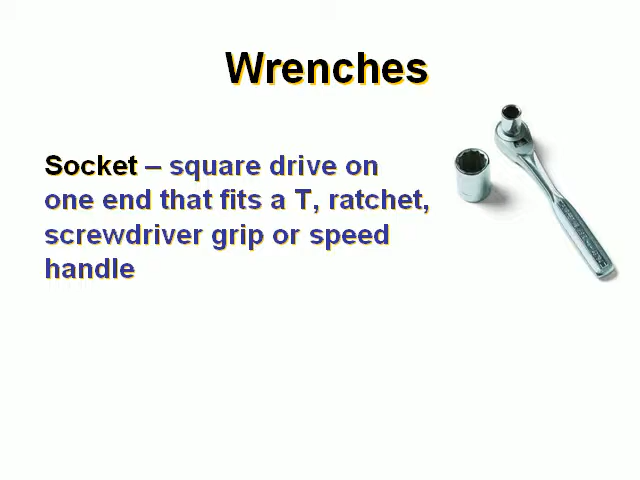 Wrenches
Socket – square drive on
one end that fits a T, ratchet,
screwdriver grip or speed
handle